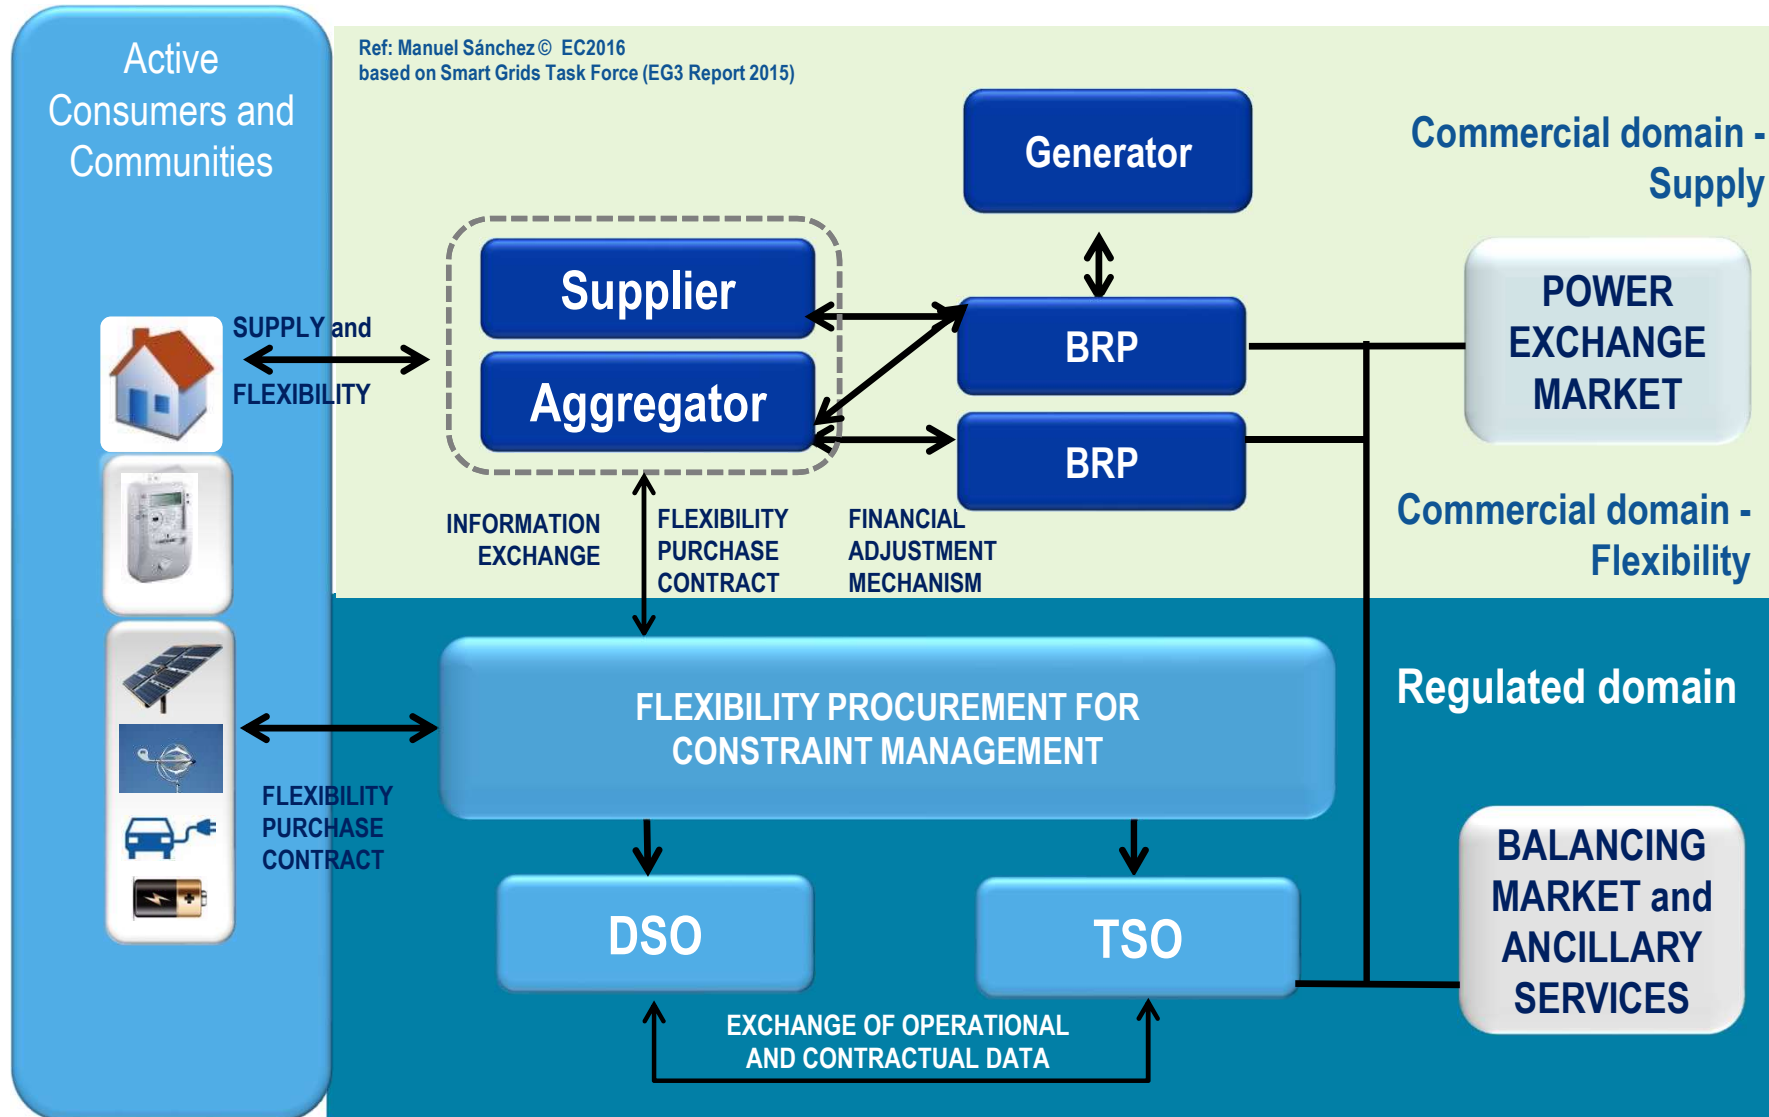 Active
Consumers and
Communities
Ref: Manuel Sánchez © EC2016
based on Smart Grids Task Force (EG3 Report 2015)
Generator
Commercial domain -
Supply
Supplier
Aggregator
BRP
BRP
POWER
EXCHANGE
MARKET
SUPPLY and
FLEXIBILITY
INFORMATION
EXCHANGE
FLEXIBILITY
PURCHASE
CONTRACT
FINANCIAL
ADJUSTMENT
MECHANISM
Commercial domain -
Flexibility
FLEXIBILITY PROCUREMENT FOR
CONSTRAINT MANAGEMENT
Regulated domain
FLEXIBILITY
PURCHASE
CONTRACT
DSO
TSO
BALANCING
MARKET and
ANCILLARY
SERVICES
EXCHANGE OF OPERATIONAL
AND CONTRACTUAL DATA